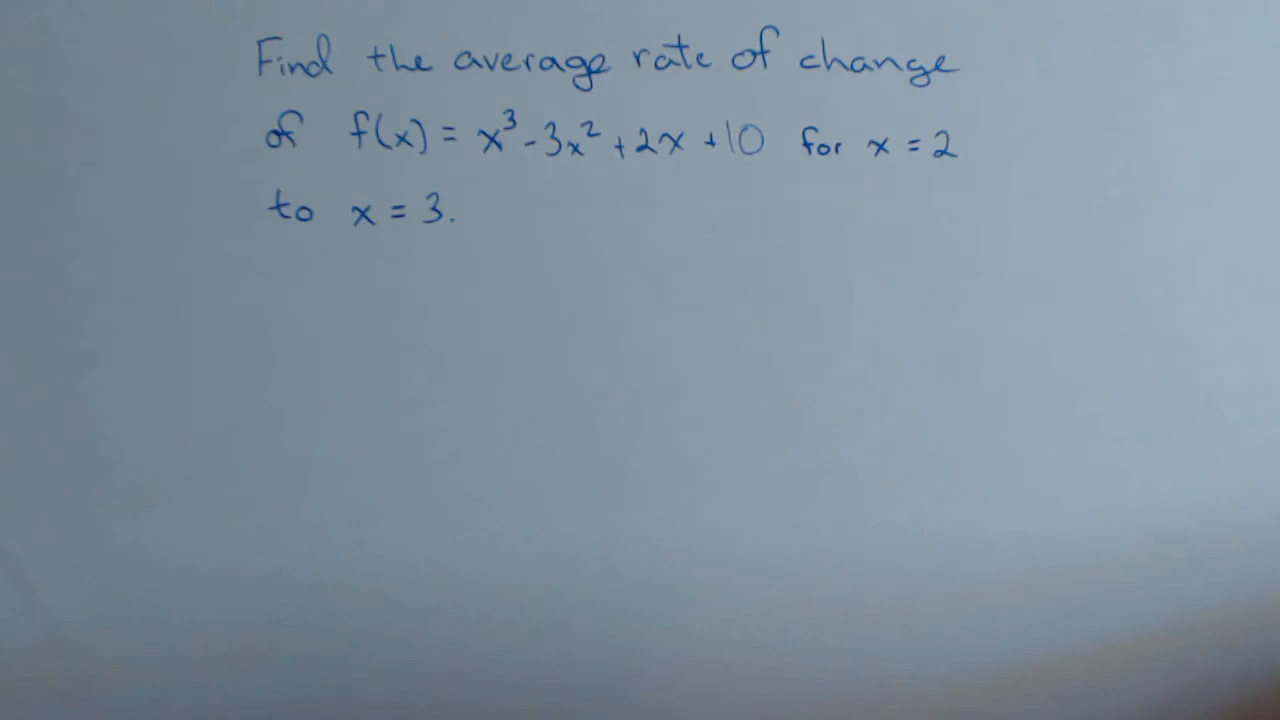 Find the average rate of change
of f(x) = x³ - 3x² + 2x + 10 for x = 2
to x = 3.